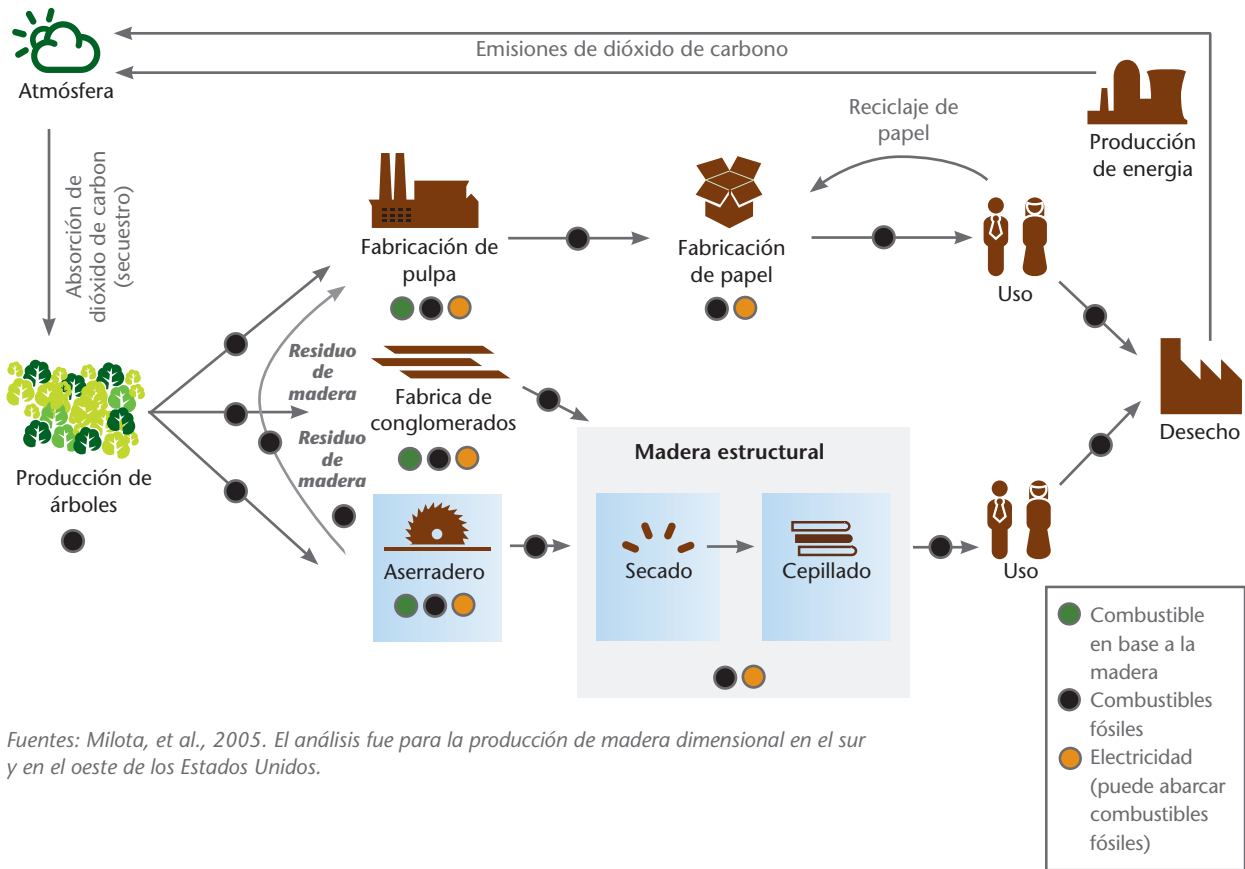 Emisiones de dióxido de carbono
Atmósfera
Absorción de
dióxido de carbon
(secuestro)
Reciclaje de
papel
Producción
de energia
Fabricación de
pulpa
Fabricación
de papel
Uso
Residuo
de
madera
Fabrica de
conglomerados
Residuo
de
madera
Producción de
árboles
Desecho
Madera estructural
Aserradero
Secado
Cepillado
Uso
Combustible
en base a la
madera
Combustibles
fósiles
Electricidad
(puede abarcar
combustibles
fósiles)
Fuentes: Milota, et al., 2005. El análisis fue para la producción de madera dimensional en el sur
y en el oeste de los Estados Unidos.